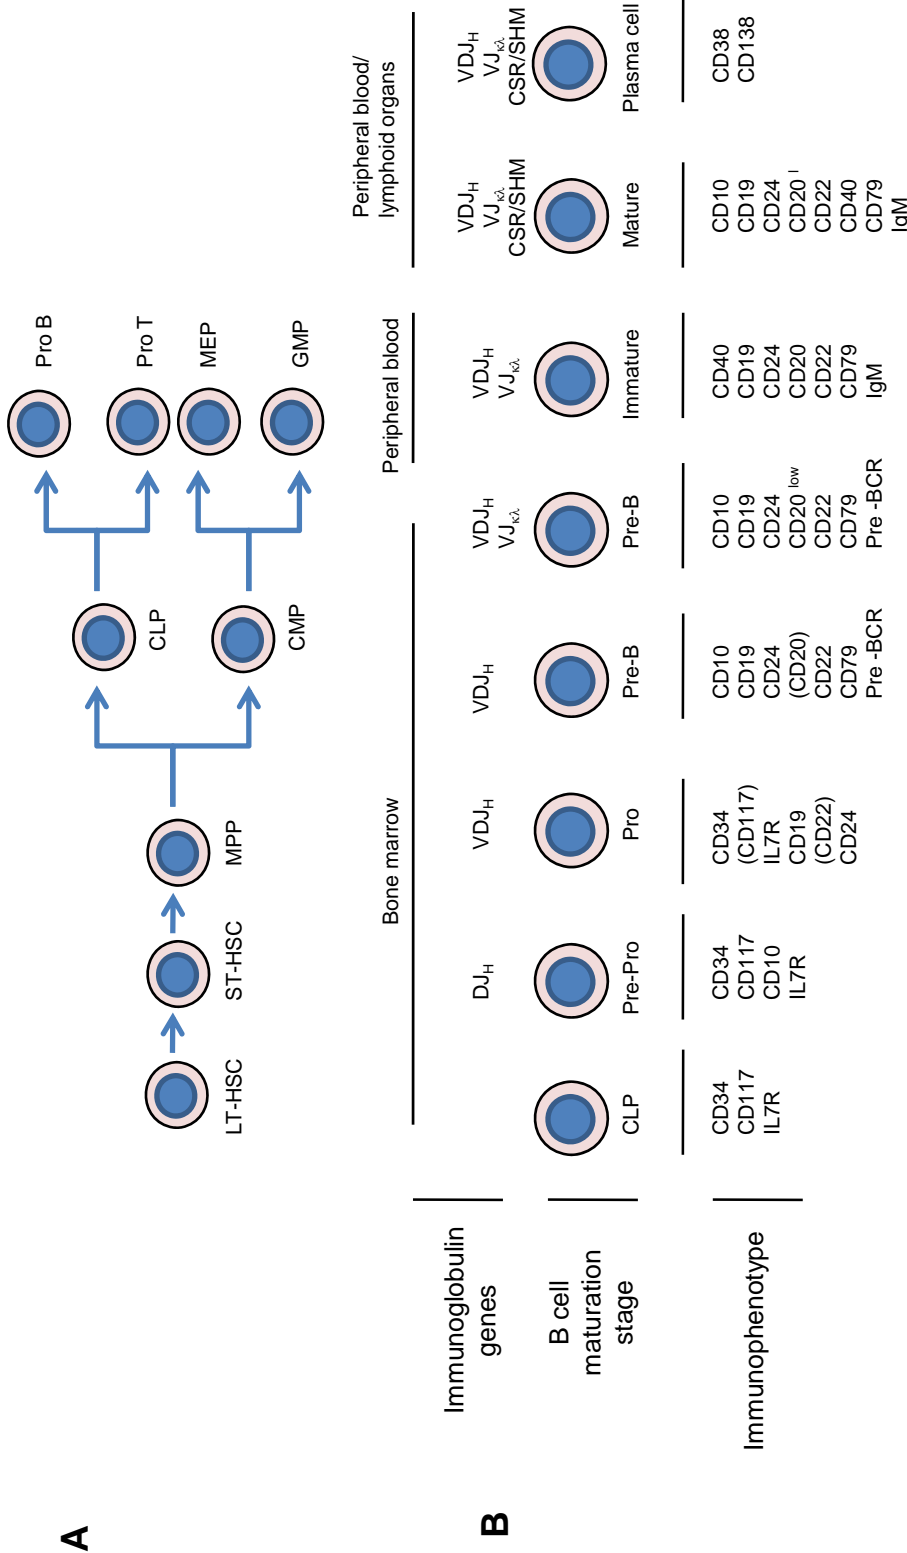 A
LT-HSC
ST-HSC
MPP
CLP
CMP
Pro B
Pro T
MEP
GMP
B
Bone marrow
Peripheral blood
Peripheral blood/
lymphoid organs
Immunoglobulin
genes
DJH
VDJH
VDJH
VDJH
VJκλ
VDJH
VJκλ
VDJH
VJκλ
CSR/SHM
VDJH
VJκλ
CSR/SHM
B cell
maturation
stage
CLP
Pre-Pro
Pro
Pre-B
Pre-B
Immature
Mature
Plasma cell
Immunophenotype
CD34
CD117
IL7R
CD34
CD117
CD10
IL7R
CD34
(CD117)
IL7R
CD19
(CD22)
CD24
CD10
CD19
CD24
(CD20)
CD22
CD79
Pre -BCR
CD10
CD19
CD24
CD20 low
CD22
CD79
Pre -BCR
CD40
CD19
CD24
CD20
CD22
CD79
IgM
CD10
CD19
CD24
CD20 l
CD22
CD40
CD79
IgM
CD38
CD138